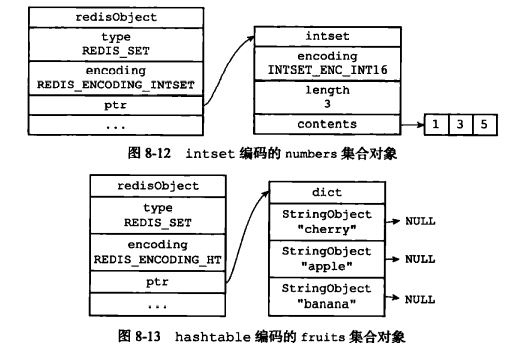 redisObject
type
REDIS_SET
encoding
REDIS_ENCODING_INTSET
ptr
...
intset
encoding
INTSET_ENC_INT16
length
3
contents
1 3 5
图 8-12 intset 编码的 numbers 集合对象
redisObject
type
REDIS_SET
encoding
REDIS_ENCODING_HT
ptr
...
dict
StringObject
"cherry"
NULL
StringObject
"apple"
NULL
StringObject
"banana"
NULL
图 8-13 hashtable 编码的 fruits 集合对象